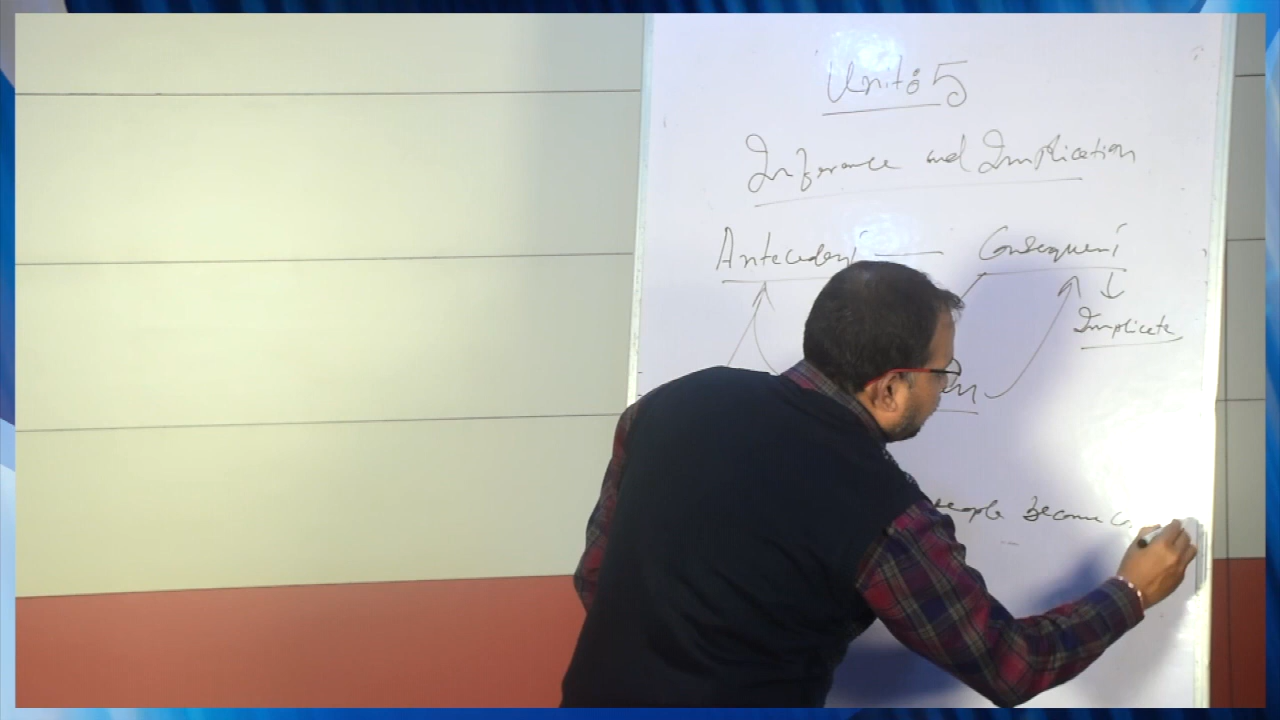 Unit: 5
Inference and Implication
Antecedent — Consequent
Implicate
people become